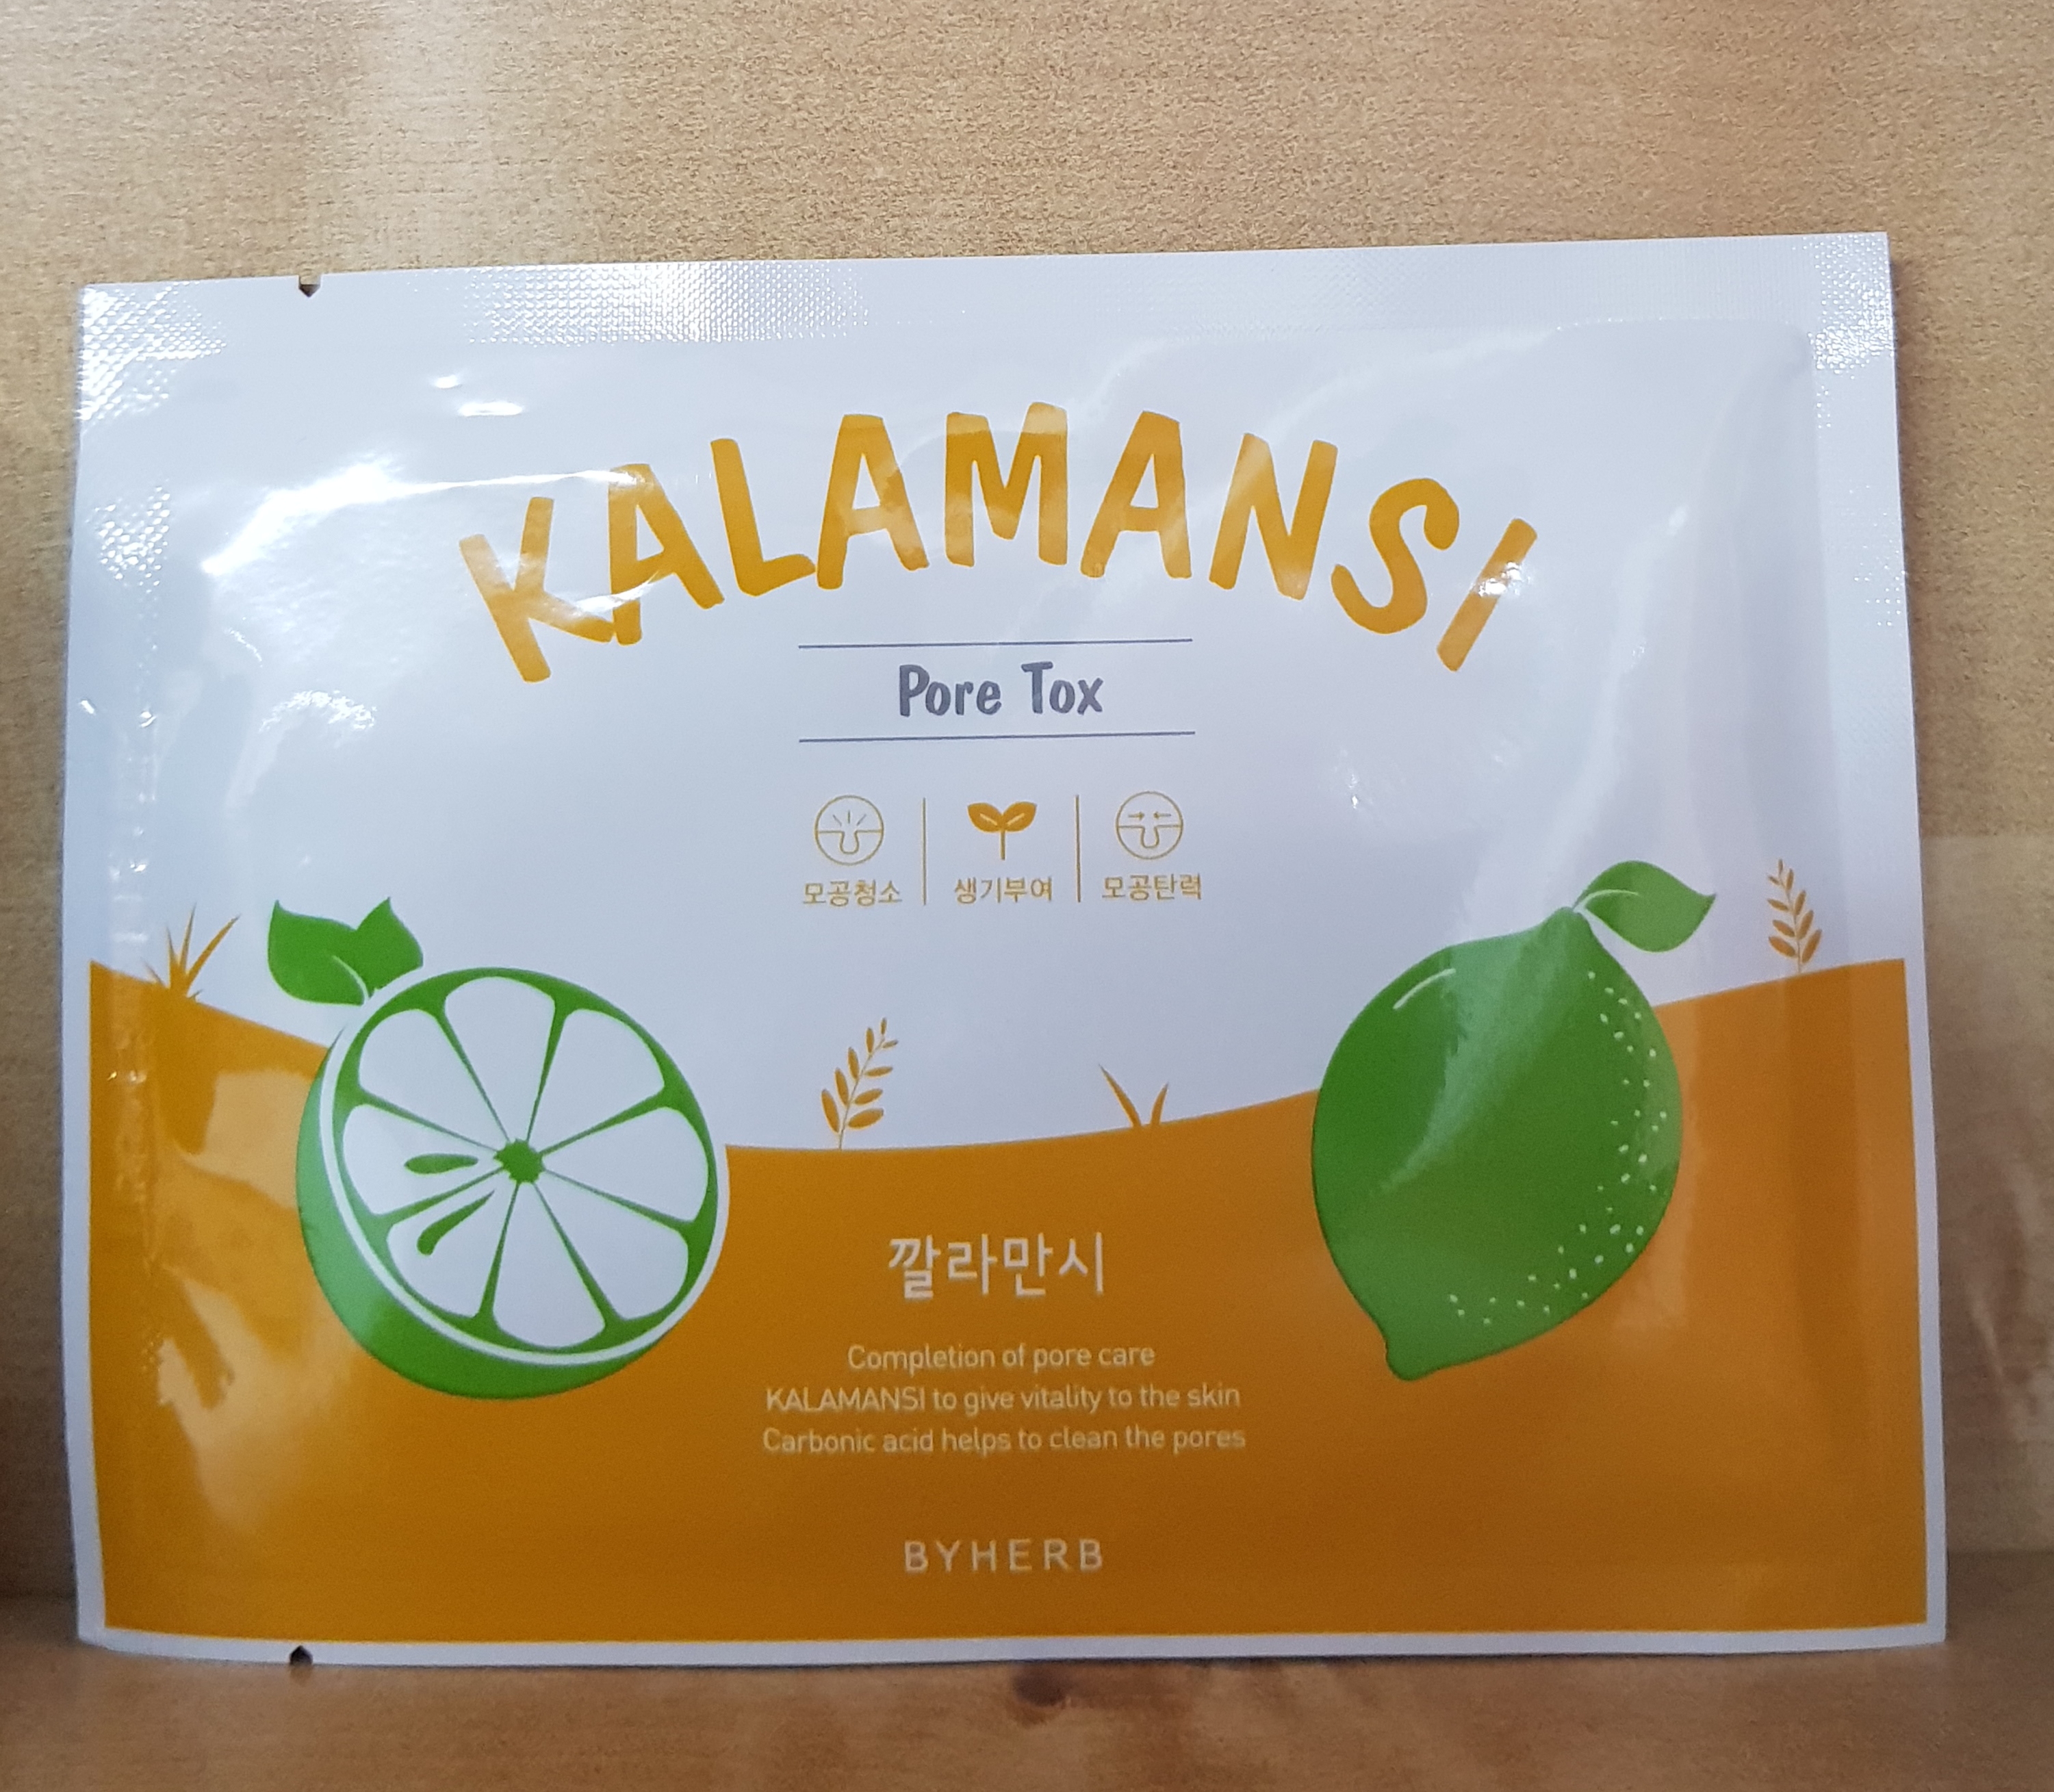 KALAMANSI
Pore Tox
모공청소 생기부여 모공탄력
깔라만시
Completion of pore care
KALAMANSI to give vitality to the skin
Carbonic acid helps to clean the pores
BYHERB